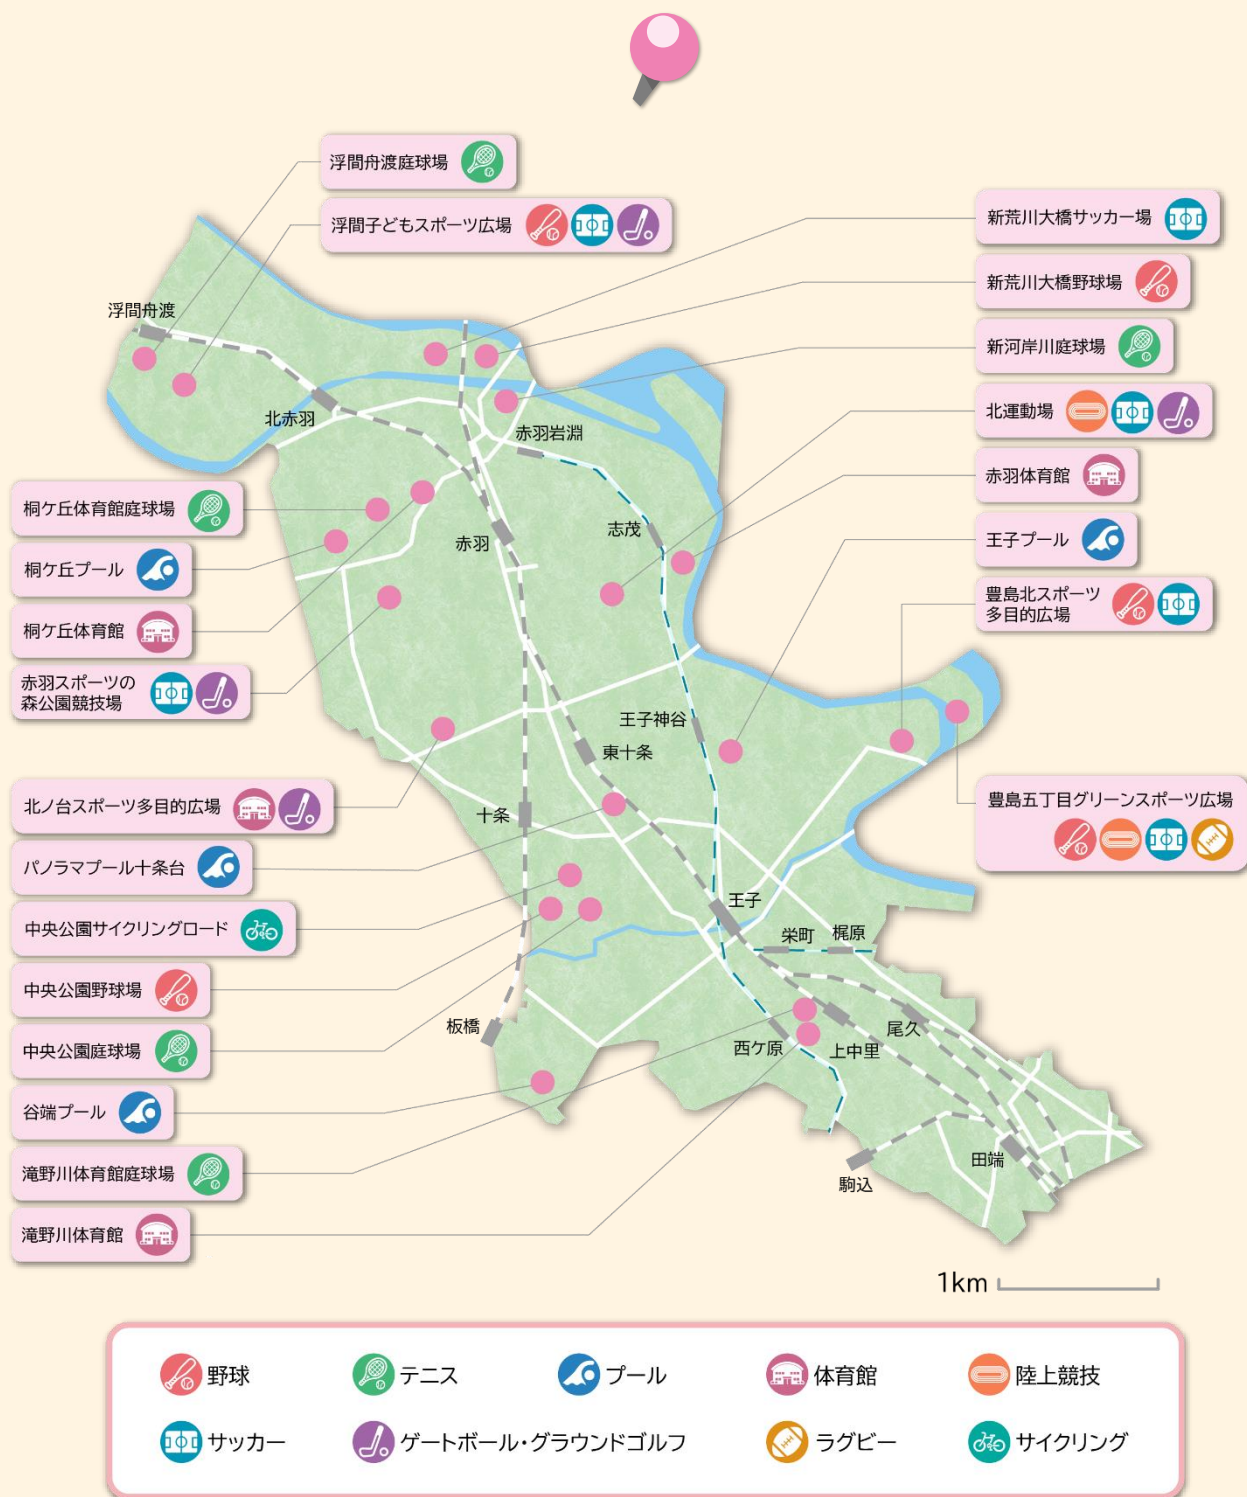 浮間舟渡庭球場
浮間子どもスポーツ広場
新荒川大橋サッカー場
新荒川大橋野球場
新河岸川庭球場
北運動場
赤羽体育館
王子プール
豊島北スポーツ
多目的広場
豊島五丁目グリーンスポーツ広場
桐ケ丘体育館庭球場
桐ケ丘プール
桐ケ丘体育館
赤羽スポーツの
森公園競技場
北ノ台スポーツ多目的広場
パノラマプール十条台
中央公園サイクリングロード
中央公園野球場
中央公園庭球場
谷端プール
滝野川体育館庭球場
滝野川体育館
浮間舟渡
北赤羽
赤羽岩淵
赤羽
志茂
王子神谷
東十条
十条
王子
栄町
梶原
板橋
西ケ原
上中里
尾久
田端
駒込
1km
野球
テニス
プール
体育館
陸上競技
サッカー
ゲートボール・グラウンドゴルフ
ラグビー
サイクリング